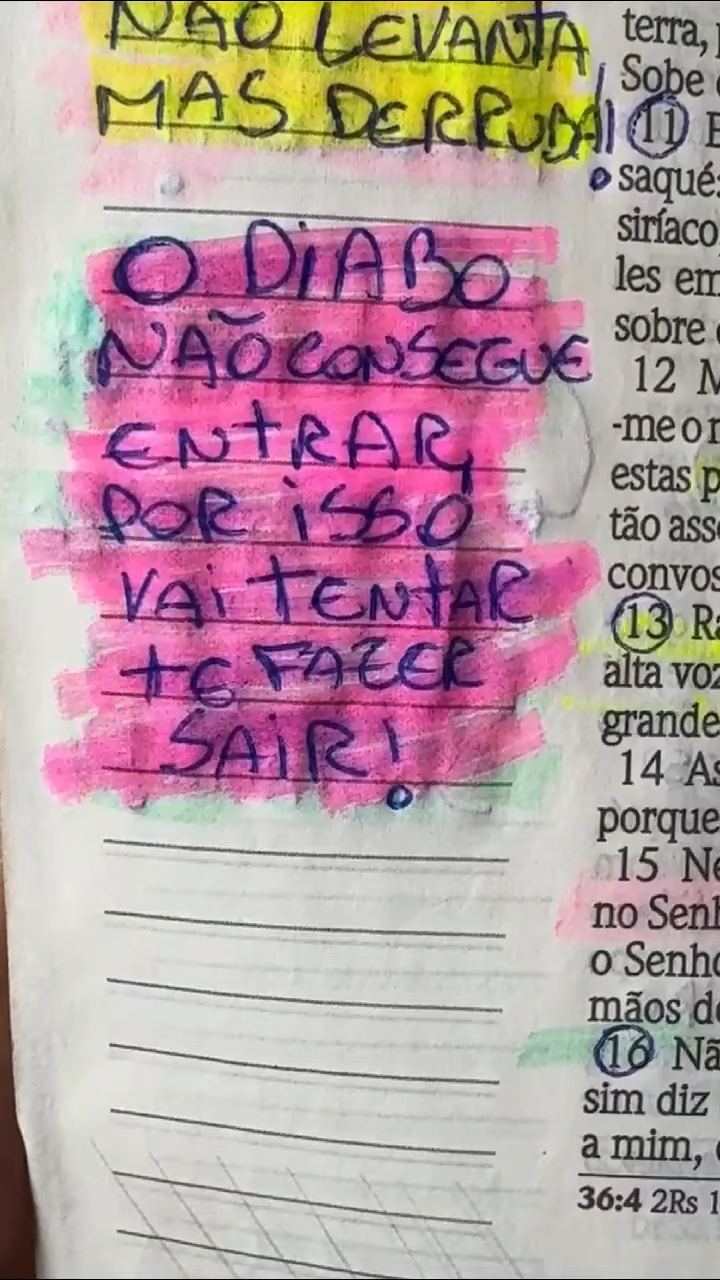 NÃO LEVANTA
MAS DERRUBA!
O DIABO
NÃO CONSEGUE
ENTRAR,
POR ISSO
VAI TENTAR
TE FAZER
SAIR!
terra,
Sobe
11 E
saqué:
siríaco,
les em
sobre
12 M
-me o
estas
tão
convos
13 Ra
alta voz
grande
14 As
porque
15 Ne
no Senh
o Senho
mãos d
16 Nã
sim diz
a mim,
36:4 2Rs 1